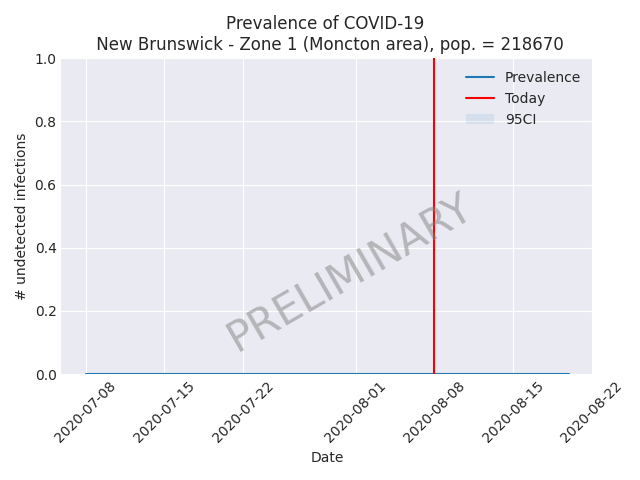 Prevalence of COVID-19
New Brunswick - Zone 1 (Moncton area), pop. = 218670
# undetected infections
1.0
0.8
0.6
0.4
0.2
0.0
Prevalence
Today
95CI
PRELIMINARY
2020-07-08
2020-07-15
2020-07-22
2020-08-01
2020-08-08
2020-08-15
2020-08-22
Date